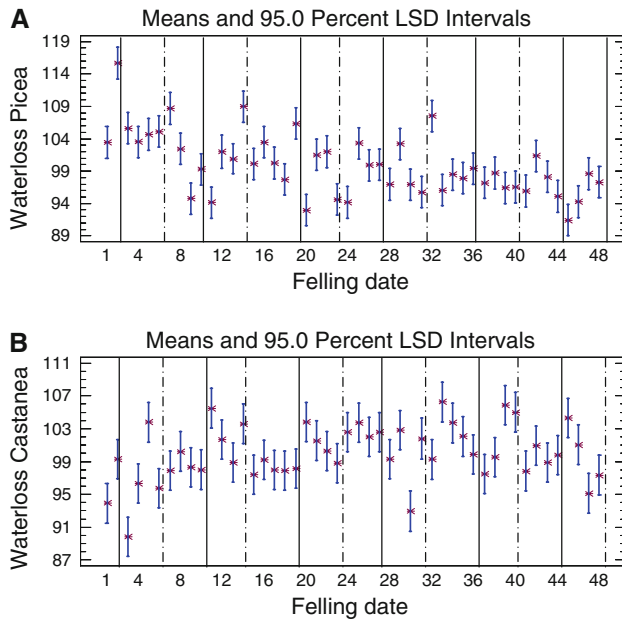 A
Means and 95.0 Percent LSD Intervals
Waterloss Picea
119
114
109
104
99
94
89
1 4 8 12 16 20 24 28 32 36 40 44 48
Felling date
B
Means and 95.0 Percent LSD Intervals
Waterloss Castanea
111
107
103
99
95
91
87
1 4 8 12 16 20 24 28 32 36 40 44 48
Felling date